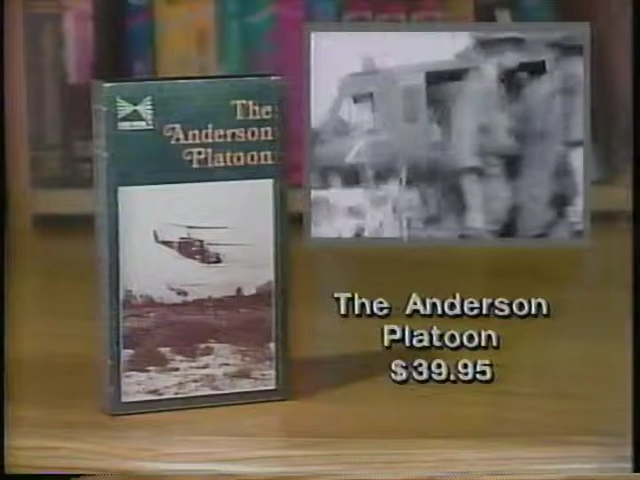 The
Anderson
Platoon
The Anderson
Platoon
$39.95